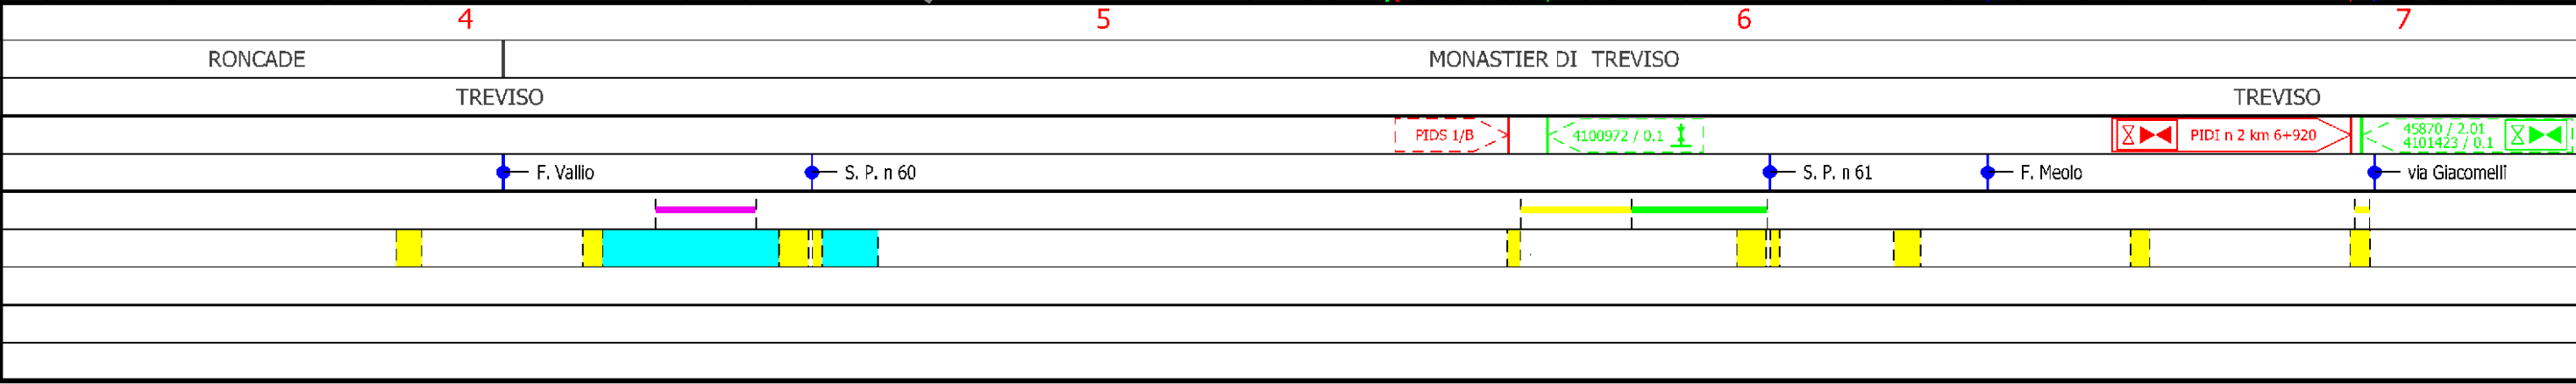 4 5 6 7
RONCADE MONASTIER DI TREVISO
TREVISO TREVISO
PIDS 1/B 4100972 / 0.1 PIDI n 2 km 6+920 45870 / 2.01
4101423 / 0.1
F. Vallio S. P. n 60 S. P. n 61 F. Meolo via Giacomelli